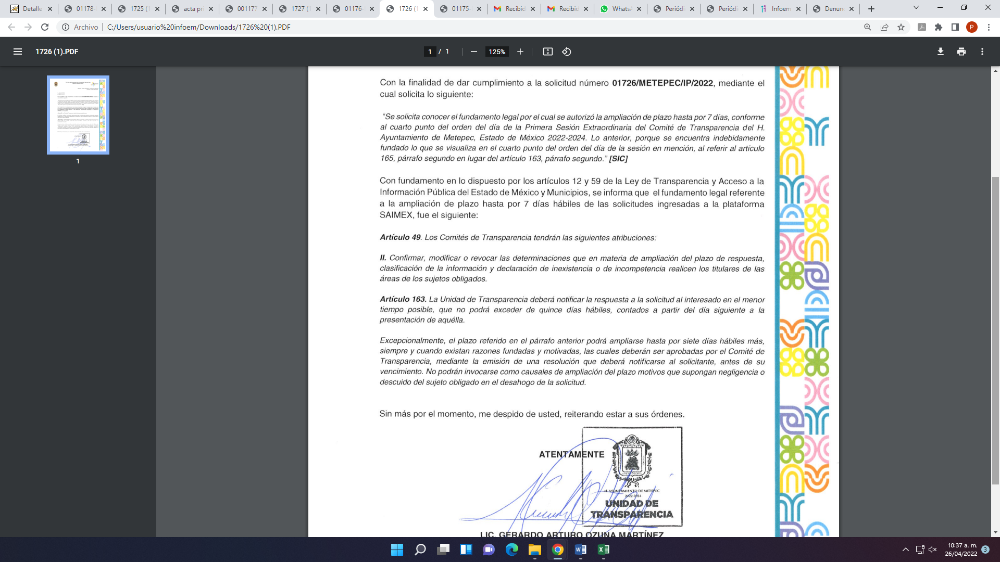 Detalle
01178-
1725 (1
acta pr
001177
1727 (1
01176-
1726 (1
01175-
Recibid
Recibid
WhatsA
Periódi
Periódi
Infoem
Denun
Archivo
C:/Users/usuario%20infoem/Downloads/1726%20(1).PDF
P
1726 (1).PDF
1 / 1
125%
1
Con la finalidad de dar cumplimiento a la solicitud número 01726/METEPEC/IP/2022, mediante el
cual solicita lo siguiente:
“Se solicita conocer el fundamento legal por el cual se autorizó la ampliación de plazo hasta por 7 días, conforme
al cuarto punto del orden del día de la Primera Sesión Extraordinaria del Comité de Transparencia del H.
Ayuntamiento de Metepec, Estado de México 2022-2024. Lo anterior, porque se encuentra indebidamente
fundado lo que se visualiza en el cuarto punto del orden del día de la sesión en mención, al referir al artículo
165, párrafo segundo en lugar del artículo 163, párrafo segundo.” [SIC]
Con fundamento en lo dispuesto por los artículos 12 y 59 de la Ley de Transparencia y Acceso a la
Información Pública del Estado de México y Municipios, se informa que el fundamento legal referente
a la ampliación de plazo hasta por 7 días hábiles de las solicitudes ingresadas a la plataforma
SAIMEX, fue el siguiente:
Artículo 49. Los Comités de Transparencia tendrán las siguientes atribuciones:
II. Confirmar, modificar o revocar las determinaciones que en materia de ampliación del plazo de respuesta,
clasificación de la información y declaración de inexistencia o de incompetencia realicen los titulares de las
áreas de los sujetos obligados.
Artículo 163. La Unidad de Transparencia deberá notificar la respuesta a la solicitud al interesado en el menor
tiempo posible, que no podrá exceder de quince días hábiles, contados a partir del día siguiente a la
presentación de aquélla.
Excepcionalmente, el plazo referido en el párrafo anterior podrá ampliarse hasta por siete días hábiles más,
siempre y cuando existan razones fundadas y motivadas, las cuales deberán ser aprobadas por el Comité de
Transparencia, mediante la emisión de una resolución que deberá notificarse al solicitante, antes de su
vencimiento. No podrán invocarse como causales de ampliación del plazo motivos que supongan negligencia o
descuido del sujeto obligado en el desahogo de la solicitud.
Sin más por el momento, me despido de usted, reiterando estar a sus órdenes.
ATENTAMENTE
H. AYUNTAMIENTO DE METEPEC
2022-2024
UNIDAD DE
TRANSPARENCIA
LIC. GERARDO ARTURO OZUNA MARTÍNEZ
10:37 a. m.
26/04/2022
3